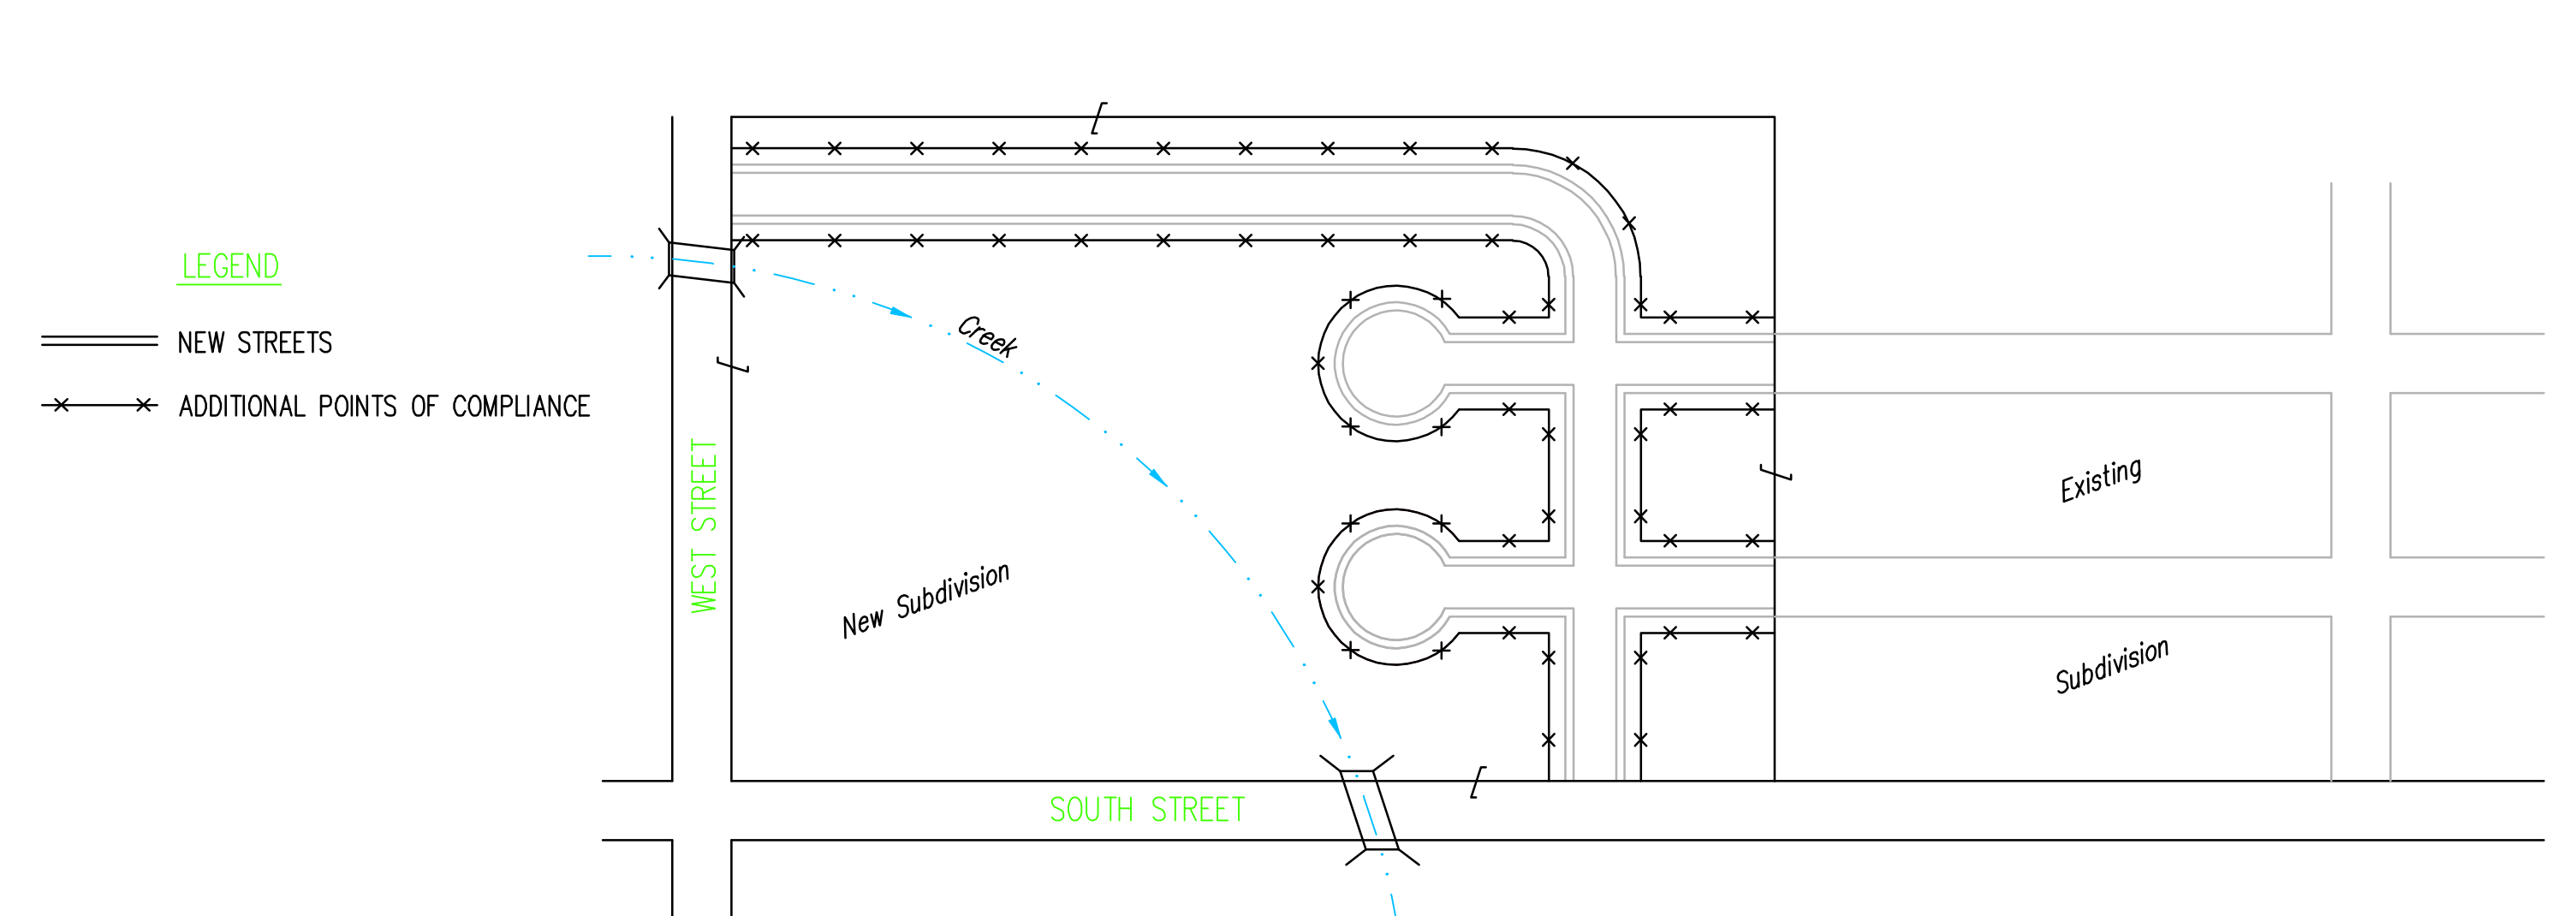 LEGEND
NEW STREETS
ADDITIONAL POINTS OF COMPLIANCE
WEST STREET
Creek
New Subdivision
SOUTH STREET
Existing
Subdivision